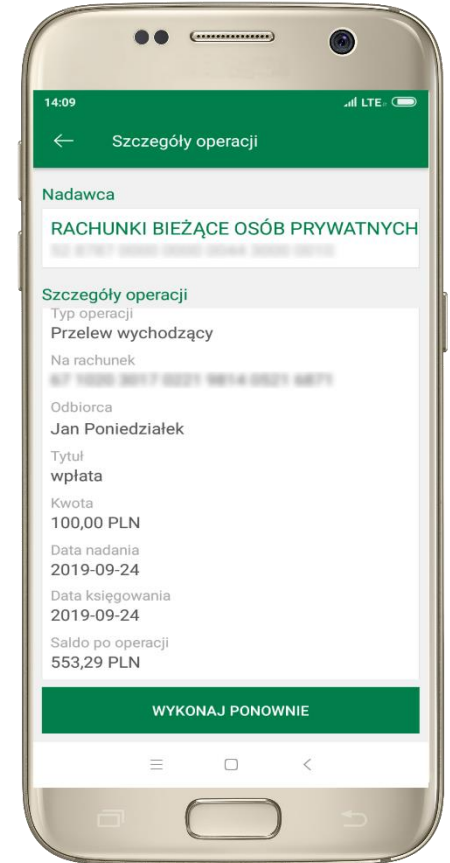 14:09
LTE
Szczegóły operacji
Nadawca
RACHUNKI BIEŻĄCE OSÓB PRYWATNYCH
Szczegóły operacji
Typ operacji
Przelew wychodzący
Na rachunek
Odbiorca
Jan Poniedziałek
Tytuł
wpłata
Kwota
100,00 PLN
Data nadania
2019-09-24
Data księgowania
2019-09-24
Saldo po operacji
553,29 PLN
WYKONAJ PONOWNIE